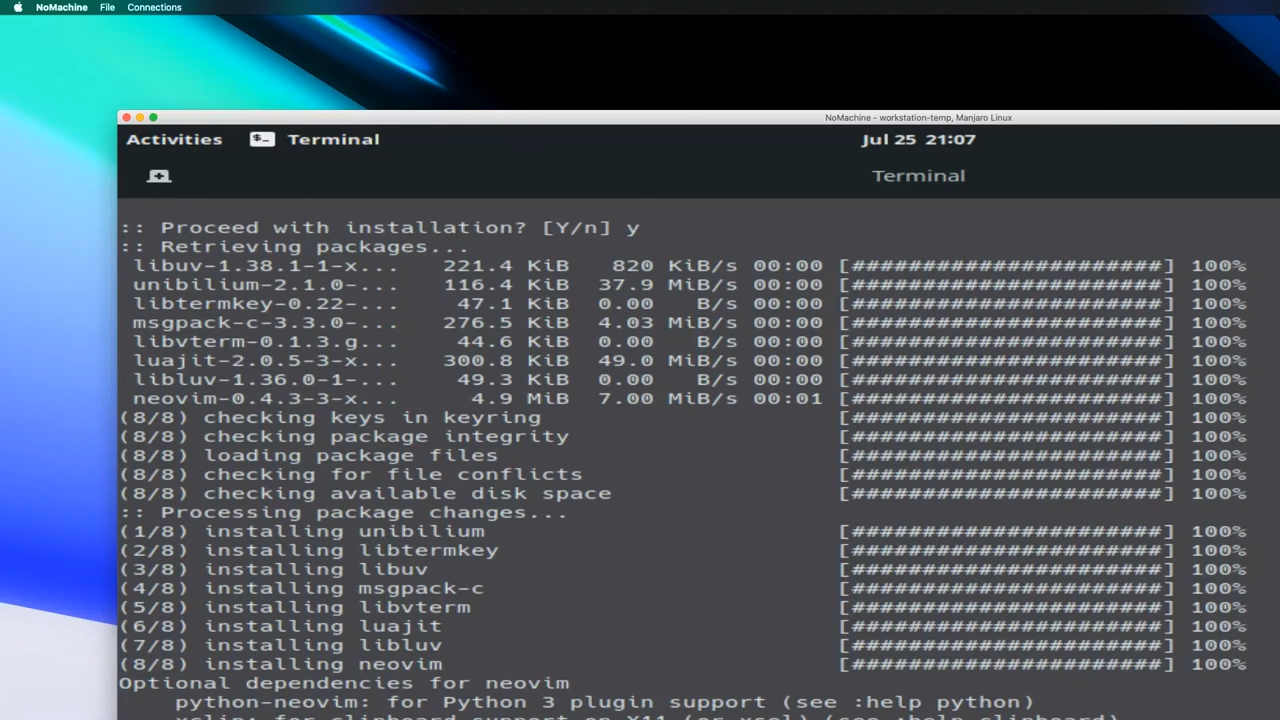 NoMachine File Connections
NoMachine - workstation-temp, Manjaro Linux
Activities $_ Terminal Jul 25 21:07
Terminal
:: Proceed with installation? [Y/n] y
:: Retrieving packages...
libuv-1.38.1-1-x... 221.4 KiB 820 KiB/s 00:00 [######################] 100%
unibilium-2.1.0-... 116.4 KiB 37.9 MiB/s 00:00 [######################] 100%
libtermkey-0.22-... 47.1 KiB 0.00 B/s 00:00 [######################] 100%
msgpack-c-3.3.0-... 276.5 KiB 4.03 MiB/s 00:00 [######################] 100%
libvterm-0.1.3.g... 44.6 KiB 0.00 B/s 00:00 [######################] 100%
luajit-2.0.5-3-x... 300.8 KiB 49.0 MiB/s 00:00 [######################] 100%
libluv-1.36.0-1-... 49.3 KiB 0.00 B/s 00:00 [######################] 100%
neovim-0.4.3-3-x... 4.9 MiB 7.00 MiB/s 00:01 [######################] 100%
(8/8) checking keys in keyring [######################] 100%
(8/8) checking package integrity [######################] 100%
(8/8) loading package files [######################] 100%
(8/8) checking for file conflicts [######################] 100%
(8/8) checking available disk space [######################] 100%
:: Processing package changes...
(1/8) installing unibilium [######################] 100%
(2/8) installing libtermkey [######################] 100%
(3/8) installing libuv [######################] 100%
(4/8) installing msgpack-c [######################] 100%
(5/8) installing libvterm [######################] 100%
(6/8) installing luajit [######################] 100%
(7/8) installing libluv [######################] 100%
(8/8) installing neovim [######################] 100%
Optional dependencies for neovim
python-neovim: for Python 3 plugin support (see :help python)
xclip: for clipboard support on X11 (or xsel) (see :help clipboard)